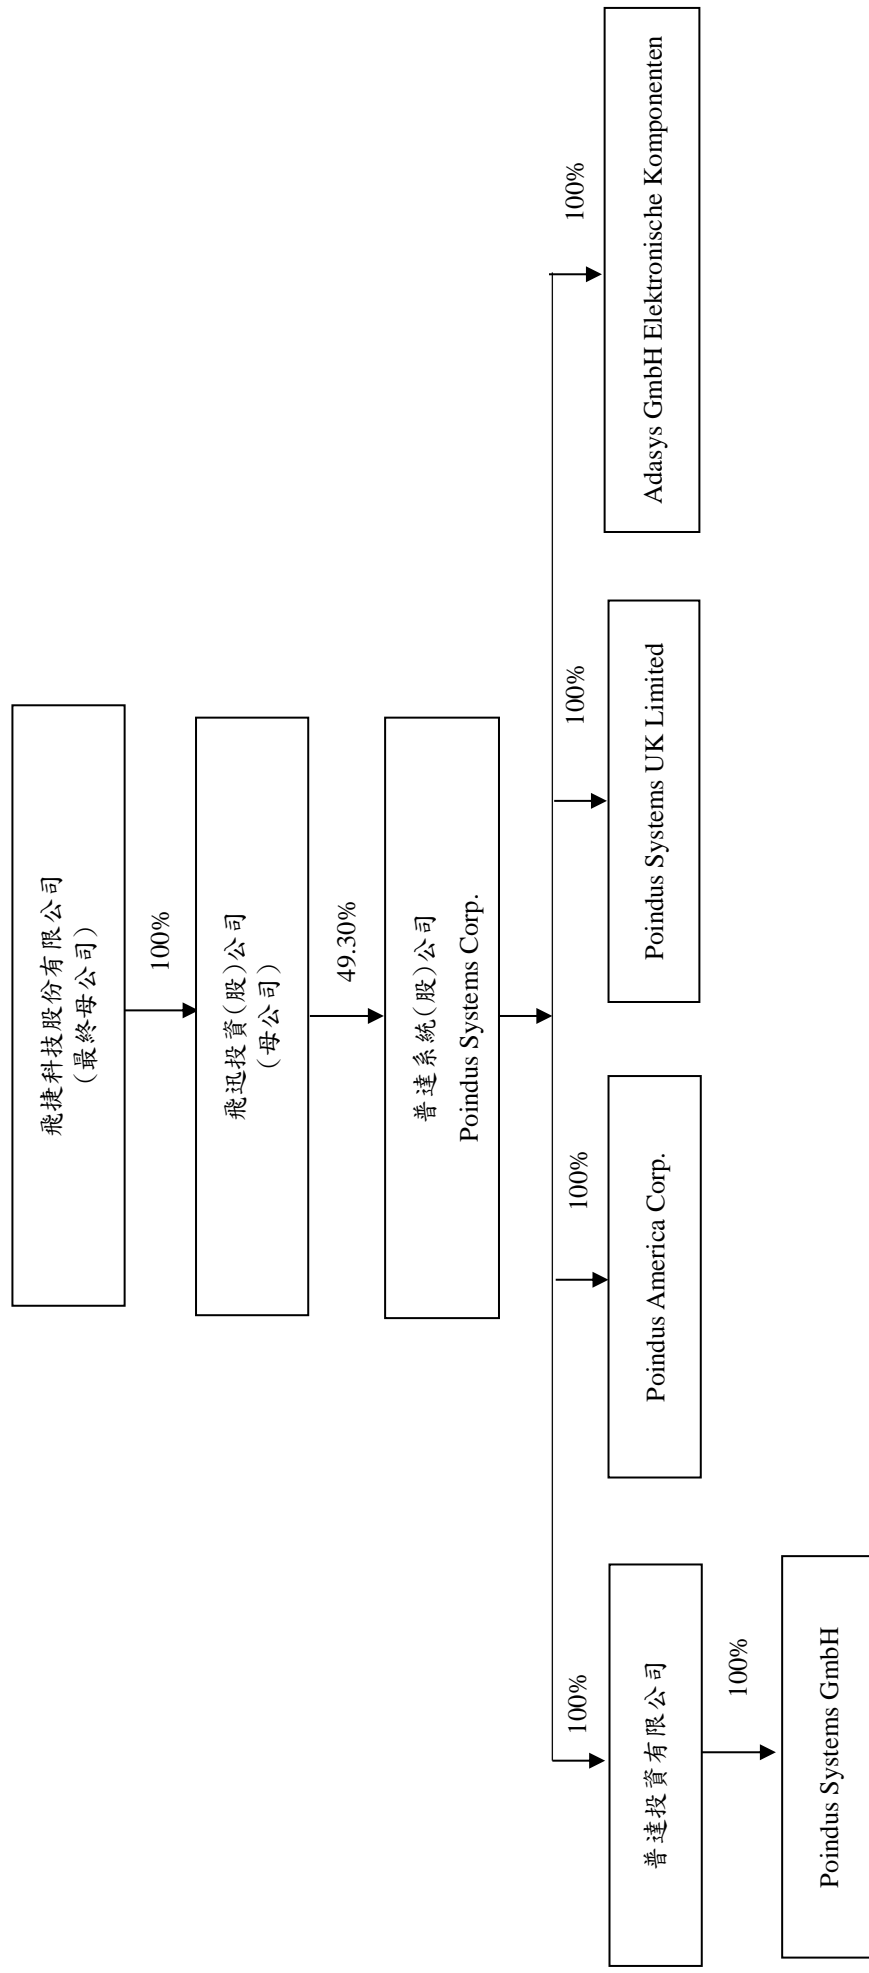 飛捷科技股份有限公司
(最終母公司)
100%
飛迅投資(股)公司
(母公司)
49.30%
普達系統(股)公司
Poindus Systems Corp.
100%
100%
100%
100%
普達投資有限公司
Poindus America Corp.
Poindus Systems UK Limited
Adasys GmbH Elektronische Komponenten
100%
Poindus Systems GmbH